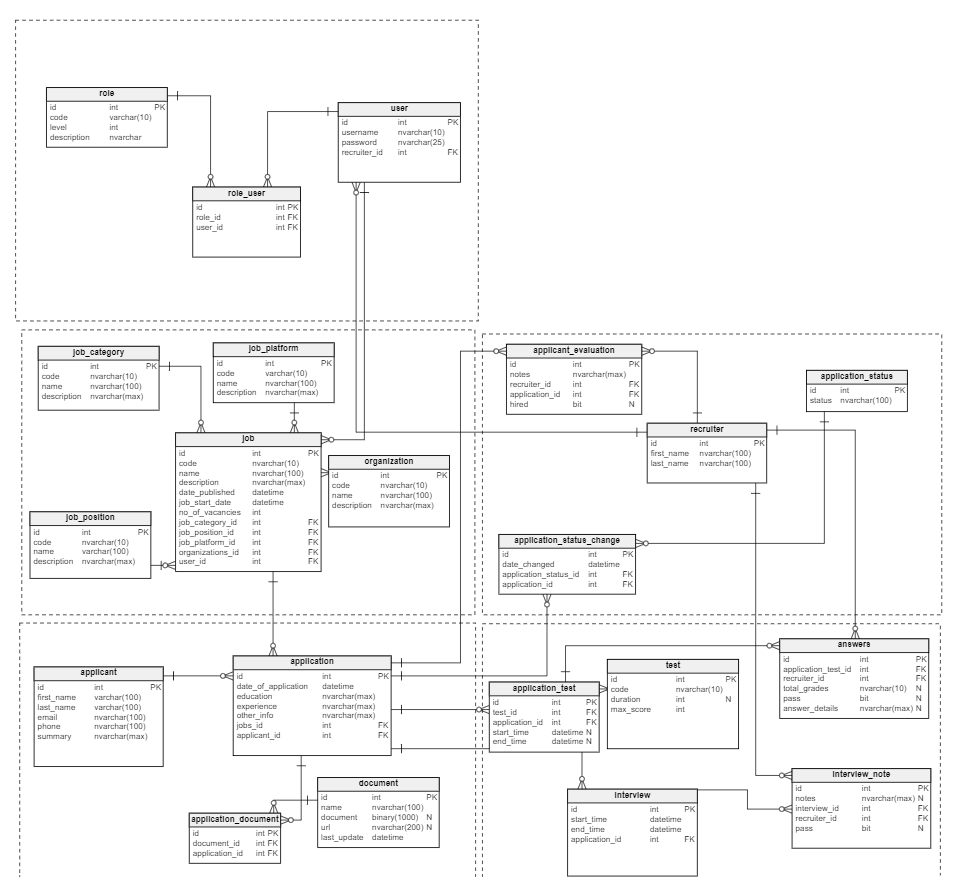 role
id int PK
code varchar(10)
level int
description nvarchar
user
id int PK
username nvarchar(10)
password nvarchar(25)
recruiter_id int FK
role_user
id int PK
role_id int FK
user_id int FK
job_category
id int PK
code nvarchar(10)
name nvarchar(100)
description nvarchar(max)
job_platform
id int PK
code varchar(10)
name nvarchar(100)
description nvarchar(max)
job
id int PK
code nvarchar(10)
name nvarchar(100)
description nvarchar(max)
date_published datetime
job_start_date datetime
no_of_vacancies int
job_category_id int FK
job_position_id int FK
job_platform_id int FK
organizations_id int FK
user_id int FK
organization
id int PK
code nvarchar(10)
name nvarchar(100)
description nvarchar(max)
job_position
id int PK
code nvarchar(10)
name varchar(100)
description nvarchar(max)
applicant_evaluation
id int PK
notes nvarchar(max)
recruiter_id int FK
application_id int FK
hired bit N
application_status
id int PK
status nvarchar(100)
recruiter
id int PK
first_name nvarchar(100)
last_name nvarchar(100)
application_status_change
id int PK
date_changed datetime
application_status_id int FK
application_id int FK
applicant
id int PK
first_name varchar(100)
last_name varchar(100)
email nvarchar(100)
phone nvarchar(100)
summary nvarchar(max)
application
id int PK
date_of_application datetime
education nvarchar(max)
experience nvarchar(max)
other_info nvarchar(max)
jobs_id int FK
applicant_id int FK
application_test
id int PK
test_id int FK
application_id int FK
start_time datetime N
end_time datetime N
test
id int PK
code nvarchar(10)
duration int N
max_score int
answers
id int PK
application_test_id int FK
recruiter_id int FK
total_grades nvarchar(10) N
pass bit N
answer_details nvarchar(max) N
document
id int PK
name nvarchar(100)
document binary(1000) N
url nvarchar(200) N
last_update datetime
application_document
id int PK
document_id int FK
application_id int FK
interview
id int PK
start_time datetime
end_time datetime
application_id int FK
interview_note
id int PK
notes nvarchar(max) N
interview_id int FK
recruiter_id int FK
pass bit N